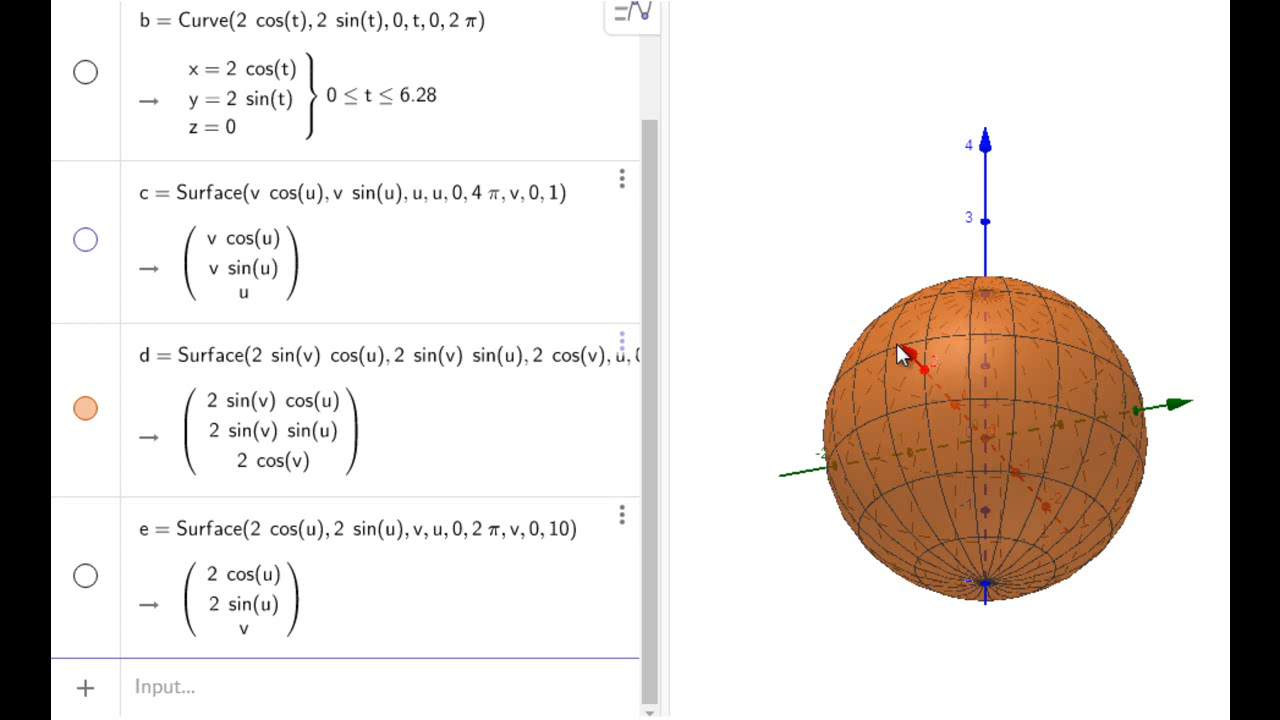 b = Curve(2 cos(t), 2 sin(t), 0, t, 0, 2 π)
x = 2 cos(t)
→ y = 2 sin(t) } 0 ≤ t ≤ 6.28
z = 0
c = Surface(v cos(u), v sin(u), u, u, 0, 4 π, v, 0, 1)
v cos(u)
→ ( v sin(u) )
u
d = Surface(2 sin(v) cos(u), 2 sin(v) sin(u), 2 cos(v), u, 0
2 sin(v) cos(u)
→ ( 2 sin(v) sin(u) )
2 cos(v)
e = Surface(2 cos(u), 2 sin(u), v, u, 0, 2 π, v, 0, 10)
2 cos(u)
→ ( 2 sin(u) )
v
+ Input...
4
3